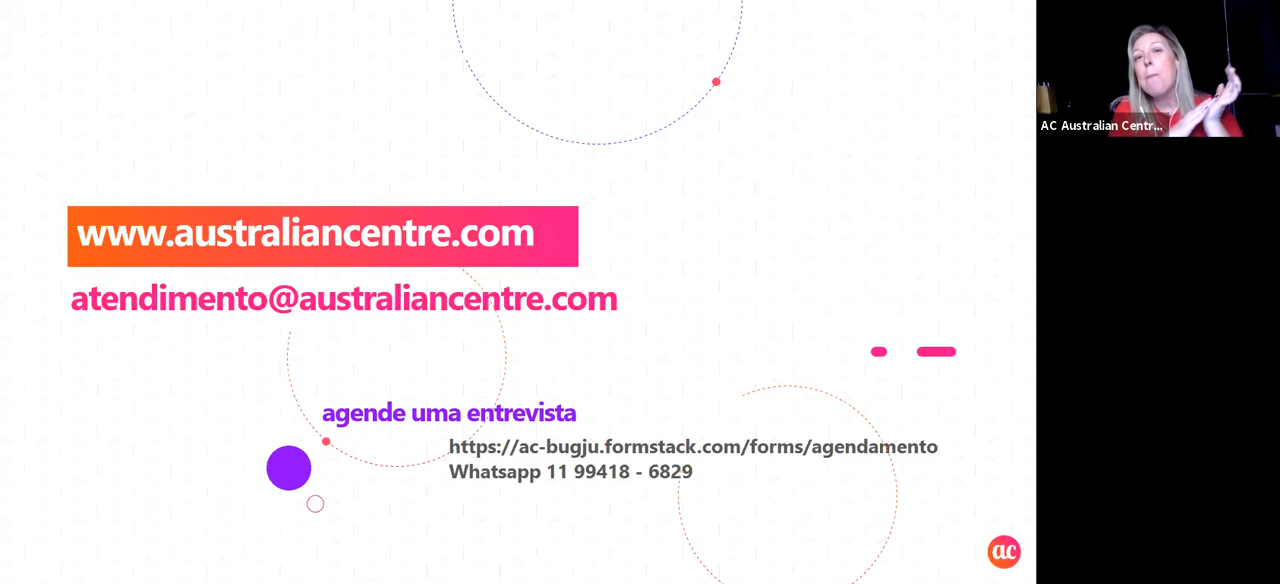 www.australiancentre.com
atendimento@australiancentre.com
agende uma entrevista
https://ac-bugju.formstack.com/forms/agendamento
Whatsapp 11 99418 - 6829
AC Australian Centr...
ac